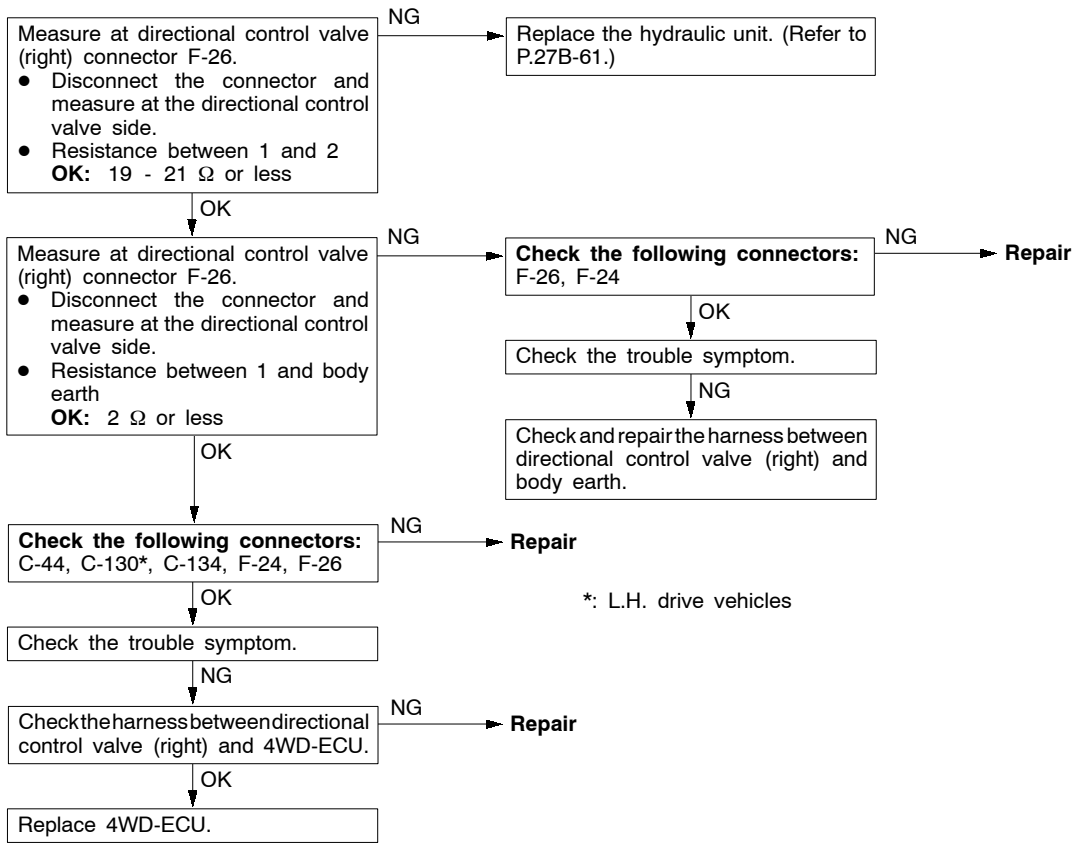 Measure at directional control valve
(right) connector F-26.
● Disconnect the connector and
measure at the directional control
valve side.
● Resistance between 1 and 2
OK: 19 - 21 Ω or less
NG
Replace the hydraulic unit. (Refer to
P.27B-61.)
OK
Measure at directional control valve
(right) connector F-26.
● Disconnect the connector and
measure at the directional control
valve side.
● Resistance between 1 and body
earth
OK: 2 Ω or less
NG
Check the following connectors:
F-26, F-24
NG
Repair
OK
Check the trouble symptom.
NG
Check and repair the harness between
directional control valve (right) and
body earth.
OK
Check the following connectors:
C-44, C-130*, C-134, F-24, F-26
NG
Repair
*: L.H. drive vehicles
OK
Check the trouble symptom.
NG
Check the harness between directional
control valve (right) and 4WD-ECU.
NG
Repair
OK
Replace 4WD-ECU.